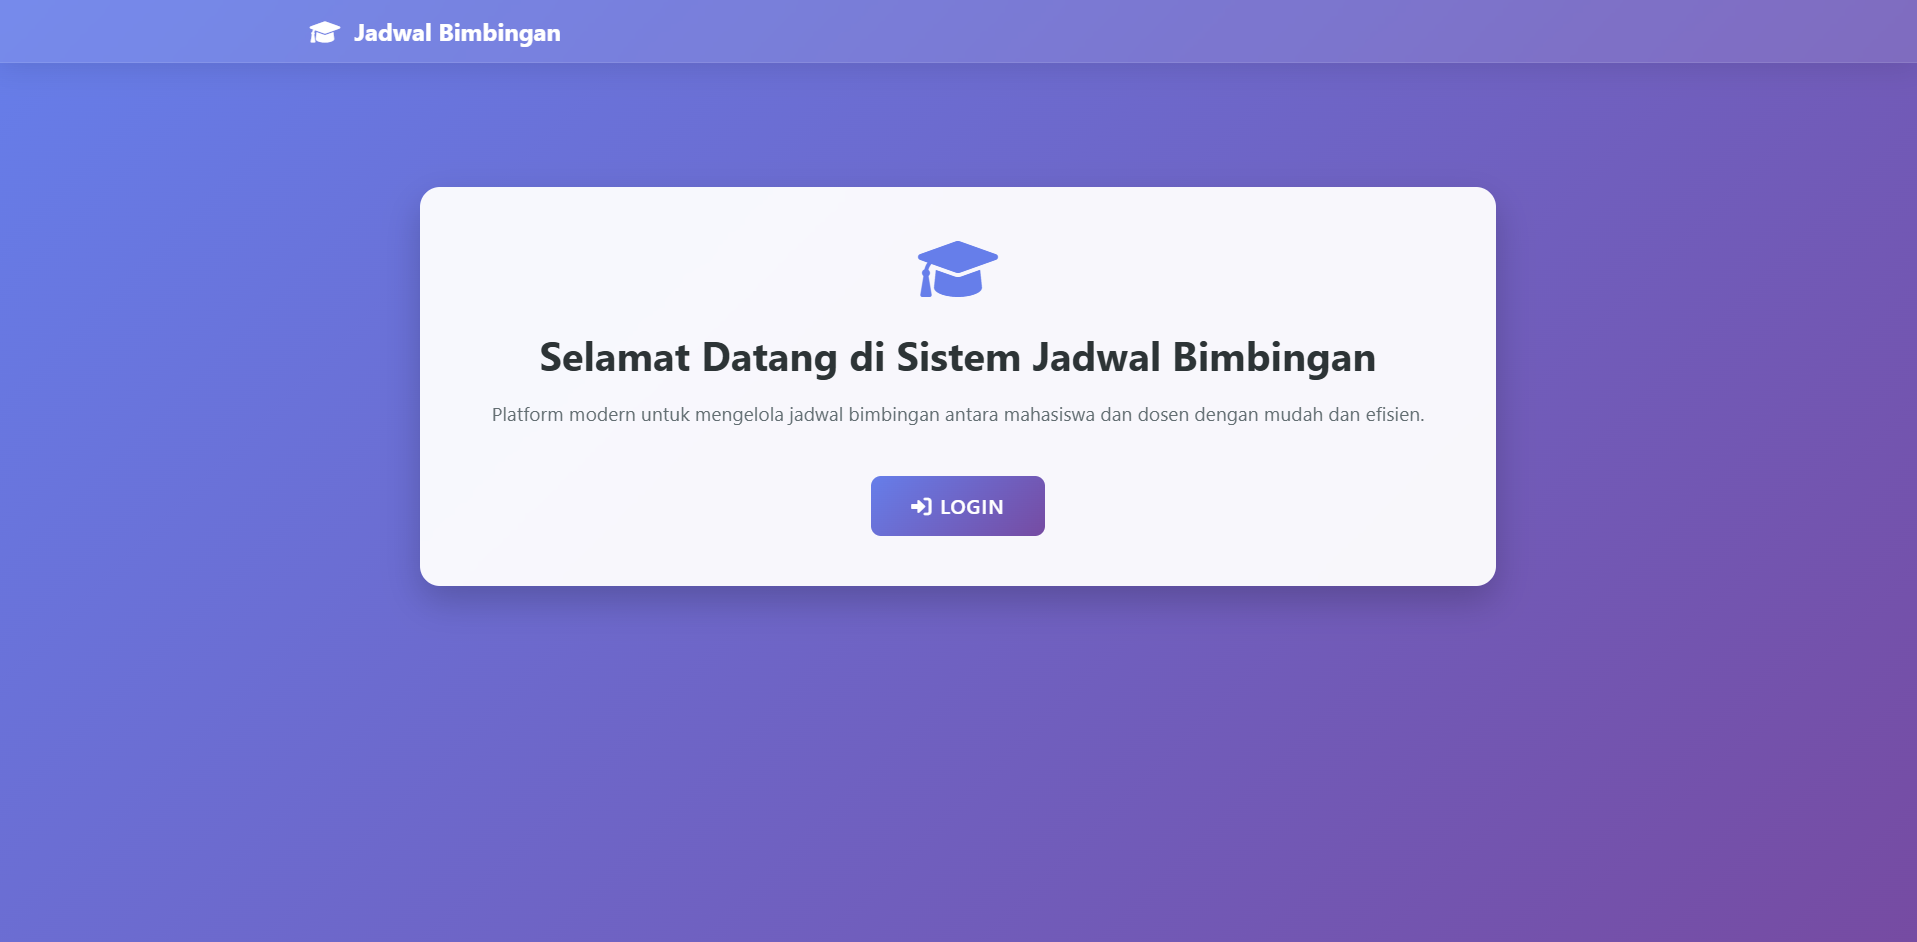 Jadwal Bimbingan
Selamat Datang di Sistem Jadwal Bimbingan
Platform modern untuk mengelola jadwal bimbingan antara mahasiswa dan dosen dengan mudah dan efisien.
LOGIN